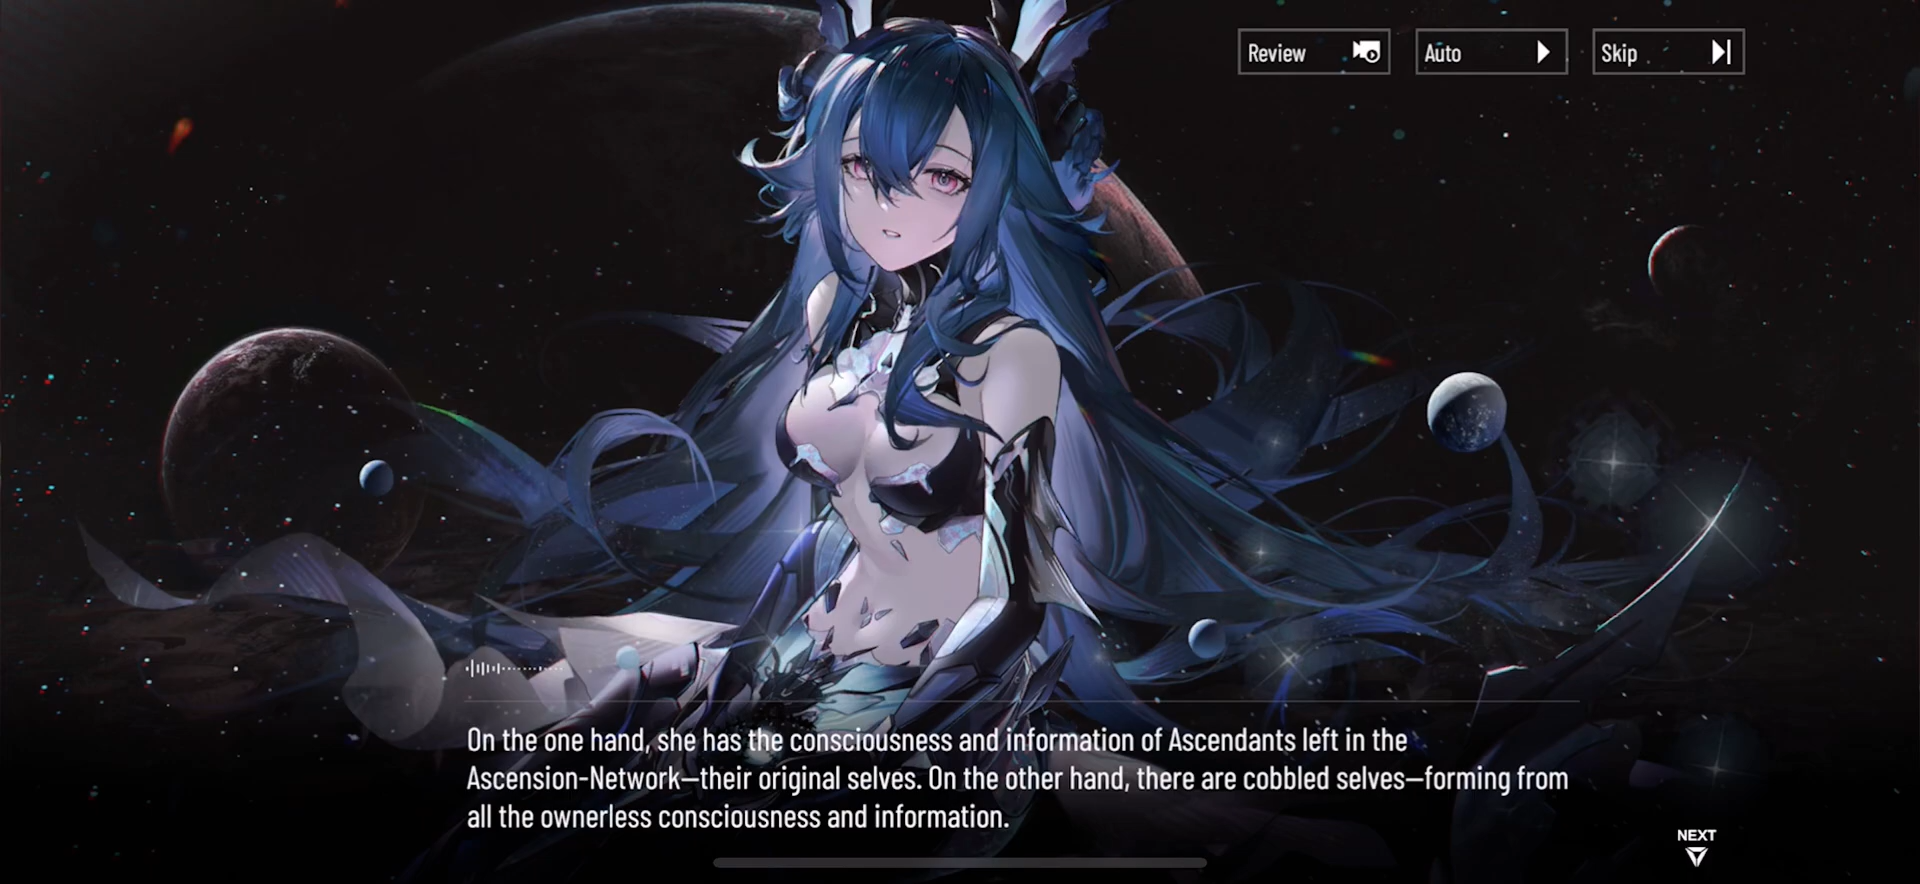 Review
Auto
Skip
On the one hand, she has the consciousness and information of Ascendants left in the
Ascension-Network—their original selves. On the other hand, there are cobbled selves—forming from
all the ownerless consciousness and information.
NEXT